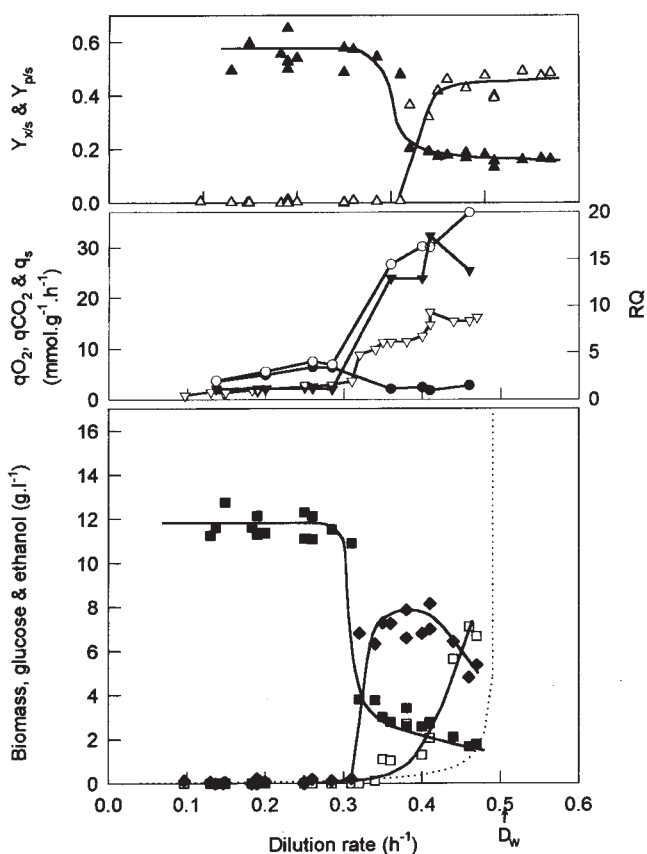 0.6
0.4
0.2
0.0
Yx/s & Yp/s
30
20
10
0
qO2, qCO2 & qs
(mmol.g-1.h-1)
20
15
10
5
0
RQ
16
14
12
10
8
6
4
2
0
Biomass, glucose & ethanol (g.l-1)
0.0 0.1 0.2 0.3 0.4 0.5 0.6
Dilution rate (h-1)
Dw